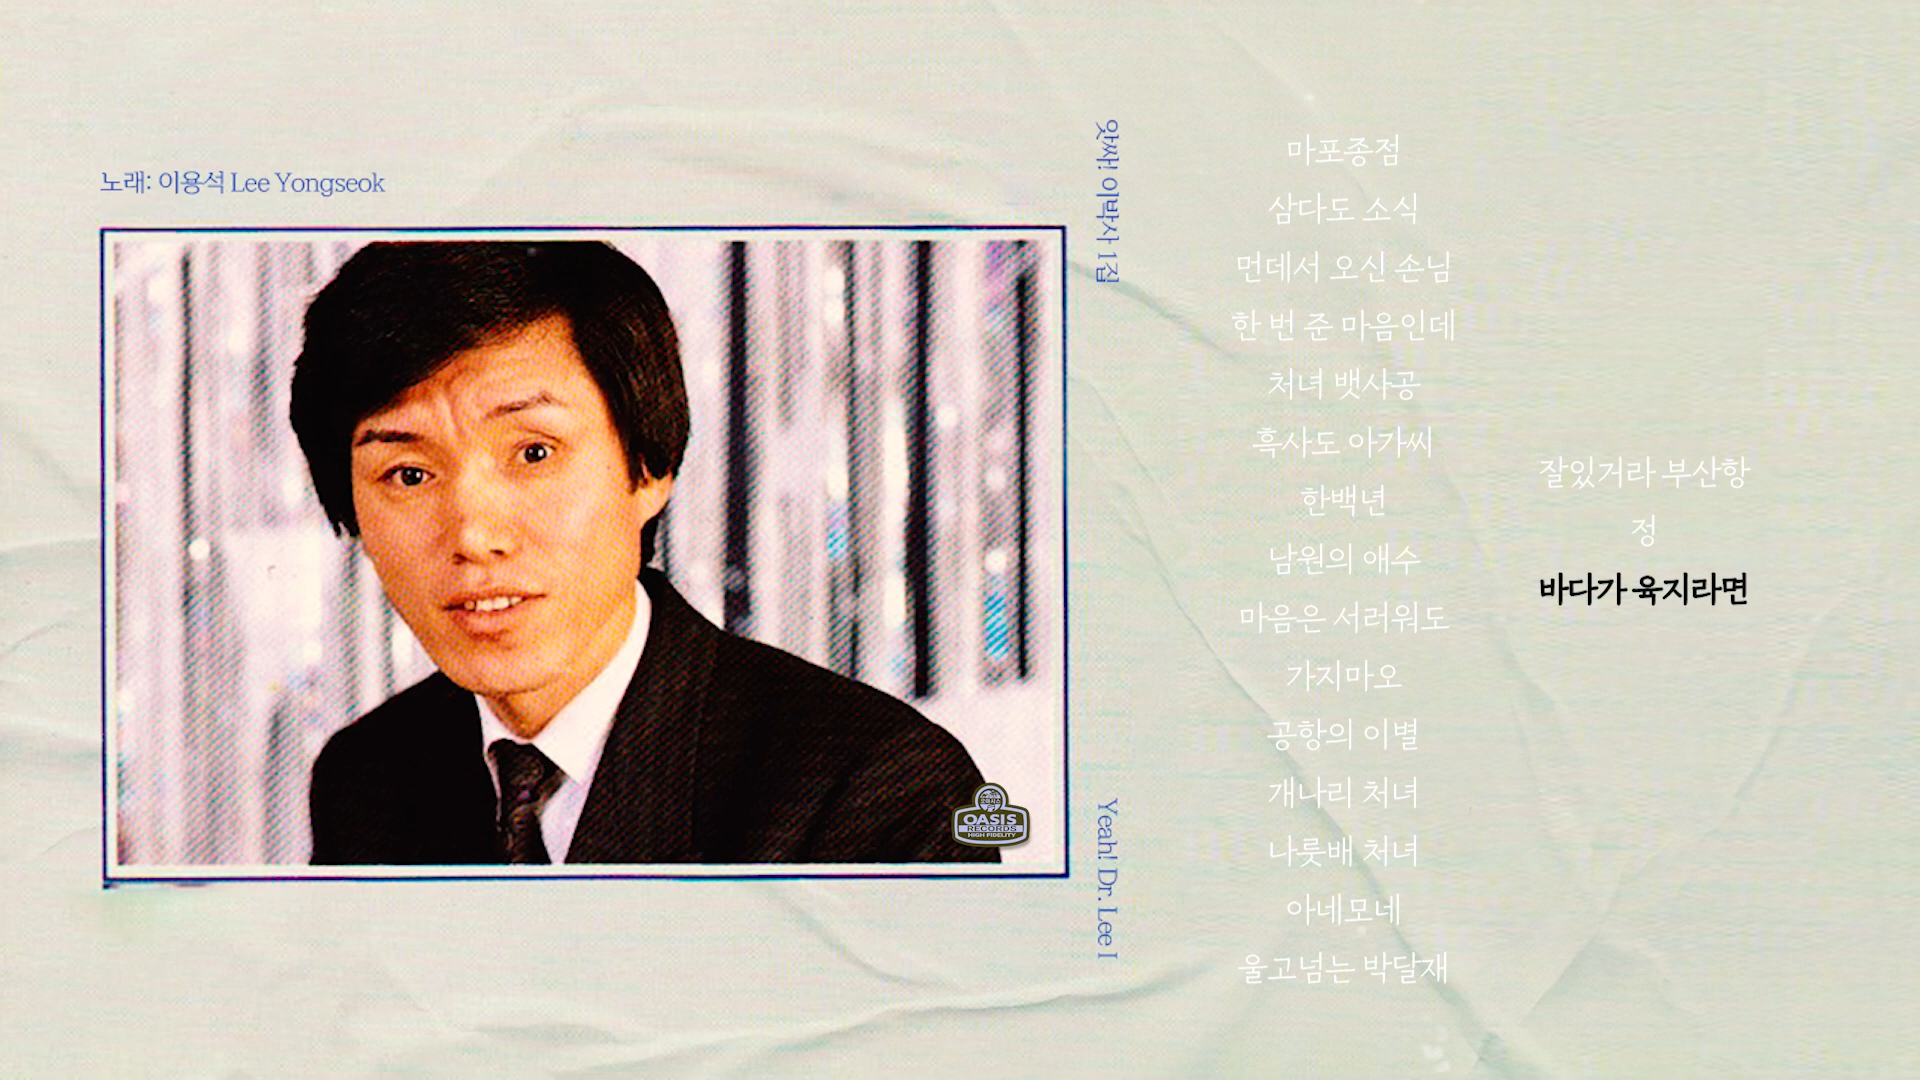 노래: 이용석 Lee Yongseok
앗싸! 이박사 1집
Yeah! Dr. Lee I
OASIS
RECORDS
HIGH FIDELITY
마포종점
삼다도 소식
먼데서 오신 손님
한 번 준 마음인데
처녀 뱃사공
흑사도 아가씨
한백년
남원의 애수
마음은 서러워도
가지마오
공항의 이별
개나리 처녀
나룻배 처녀
아네모네
울고넘는 박달재
잘있거라 부산항
정
바다가 육지라면